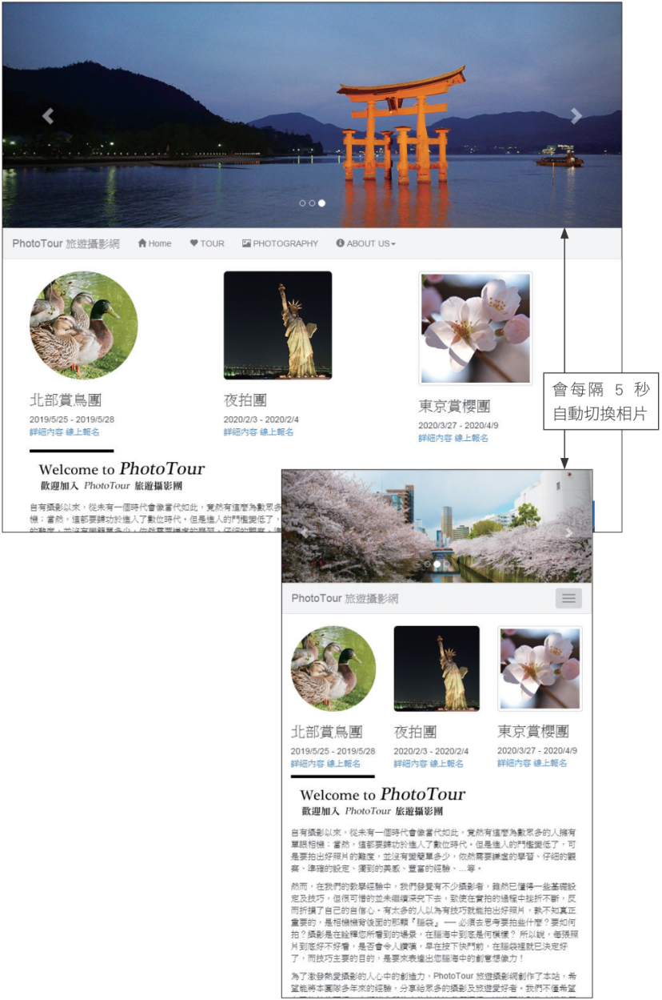 PhotoTour 旅遊攝影網 Home TOUR PHOTOGRAPHY ABOUT US
北部賞鳥團
2019/5/25 - 2019/5/28
詳細內容 線上報名
夜拍團
2020/2/3 - 2020/2/4
詳細內容 線上報名
東京賞櫻團
2020/3/27 - 2020/4/9
詳細內容 線上報名
會每隔 5 秒
自動切換相片
Welcome to PhotoTour
歡迎加入 PhotoTour 旅遊攝影團
自有攝影以來，從未有一個時代會像當代如此，竟然有這麼為數眾多
機；當然，這都要歸功於進入了數位時代。但是進入的門檻變低了，
PhotoTour 旅遊攝影網
北部賞鳥團
2019/5/25 - 2019/5/28
詳細內容 線上報名
夜拍團
2020/2/3 - 2020/2/4
詳細內容 線上報名
東京賞櫻團
2020/3/27 - 2020/4/9
詳細內容 線上報名
Welcome to PhotoTour
歡迎加入 PhotoTour 旅遊攝影團
自有攝影以來，從未有一個時代會像當代如此，竟然有這麼為數眾多的人擁有
單眼相機；當然，這都要歸功於進入了數位時代。但是進入的門檻變低了，可
是要拍出好照片的難度，並沒有變簡單多少，依然需要謙虛的學習、仔細的觀
察、準確的設定、獨到的美感、豐富的經驗、...等。
然而，在我們的教學經驗中，我們發覺有不少攝影者，雖然已懂得一些基礎設
定及技巧，但很可惜的並未繼續深究下去，致使在實拍的過程中挫折不斷，反
而折損了自己的自信心。有太多的人以為有技巧就能拍出好照片，孰不知真正
重要的，是相機機背後面的那顆『腦袋』 — 必須去思考要拍些什麼？要如何
拍？攝影是在詮釋您所看到的場景，在腦海中到底是何模樣？ 所以說，每張照
片到底好不好看，是否會令人讚嘆，早在按下快門前，在腦袋裡就已決定好
了，而技巧主要的目的，是要來表達出您腦海中的創意想像力！
為了激發熱愛攝影的人心中的創造力，PhotoTour 旅遊攝影網創作了本站，希
望能將本團隊多年來的經驗，分享給眾多的攝影及旅遊愛好者。我們不僅希望